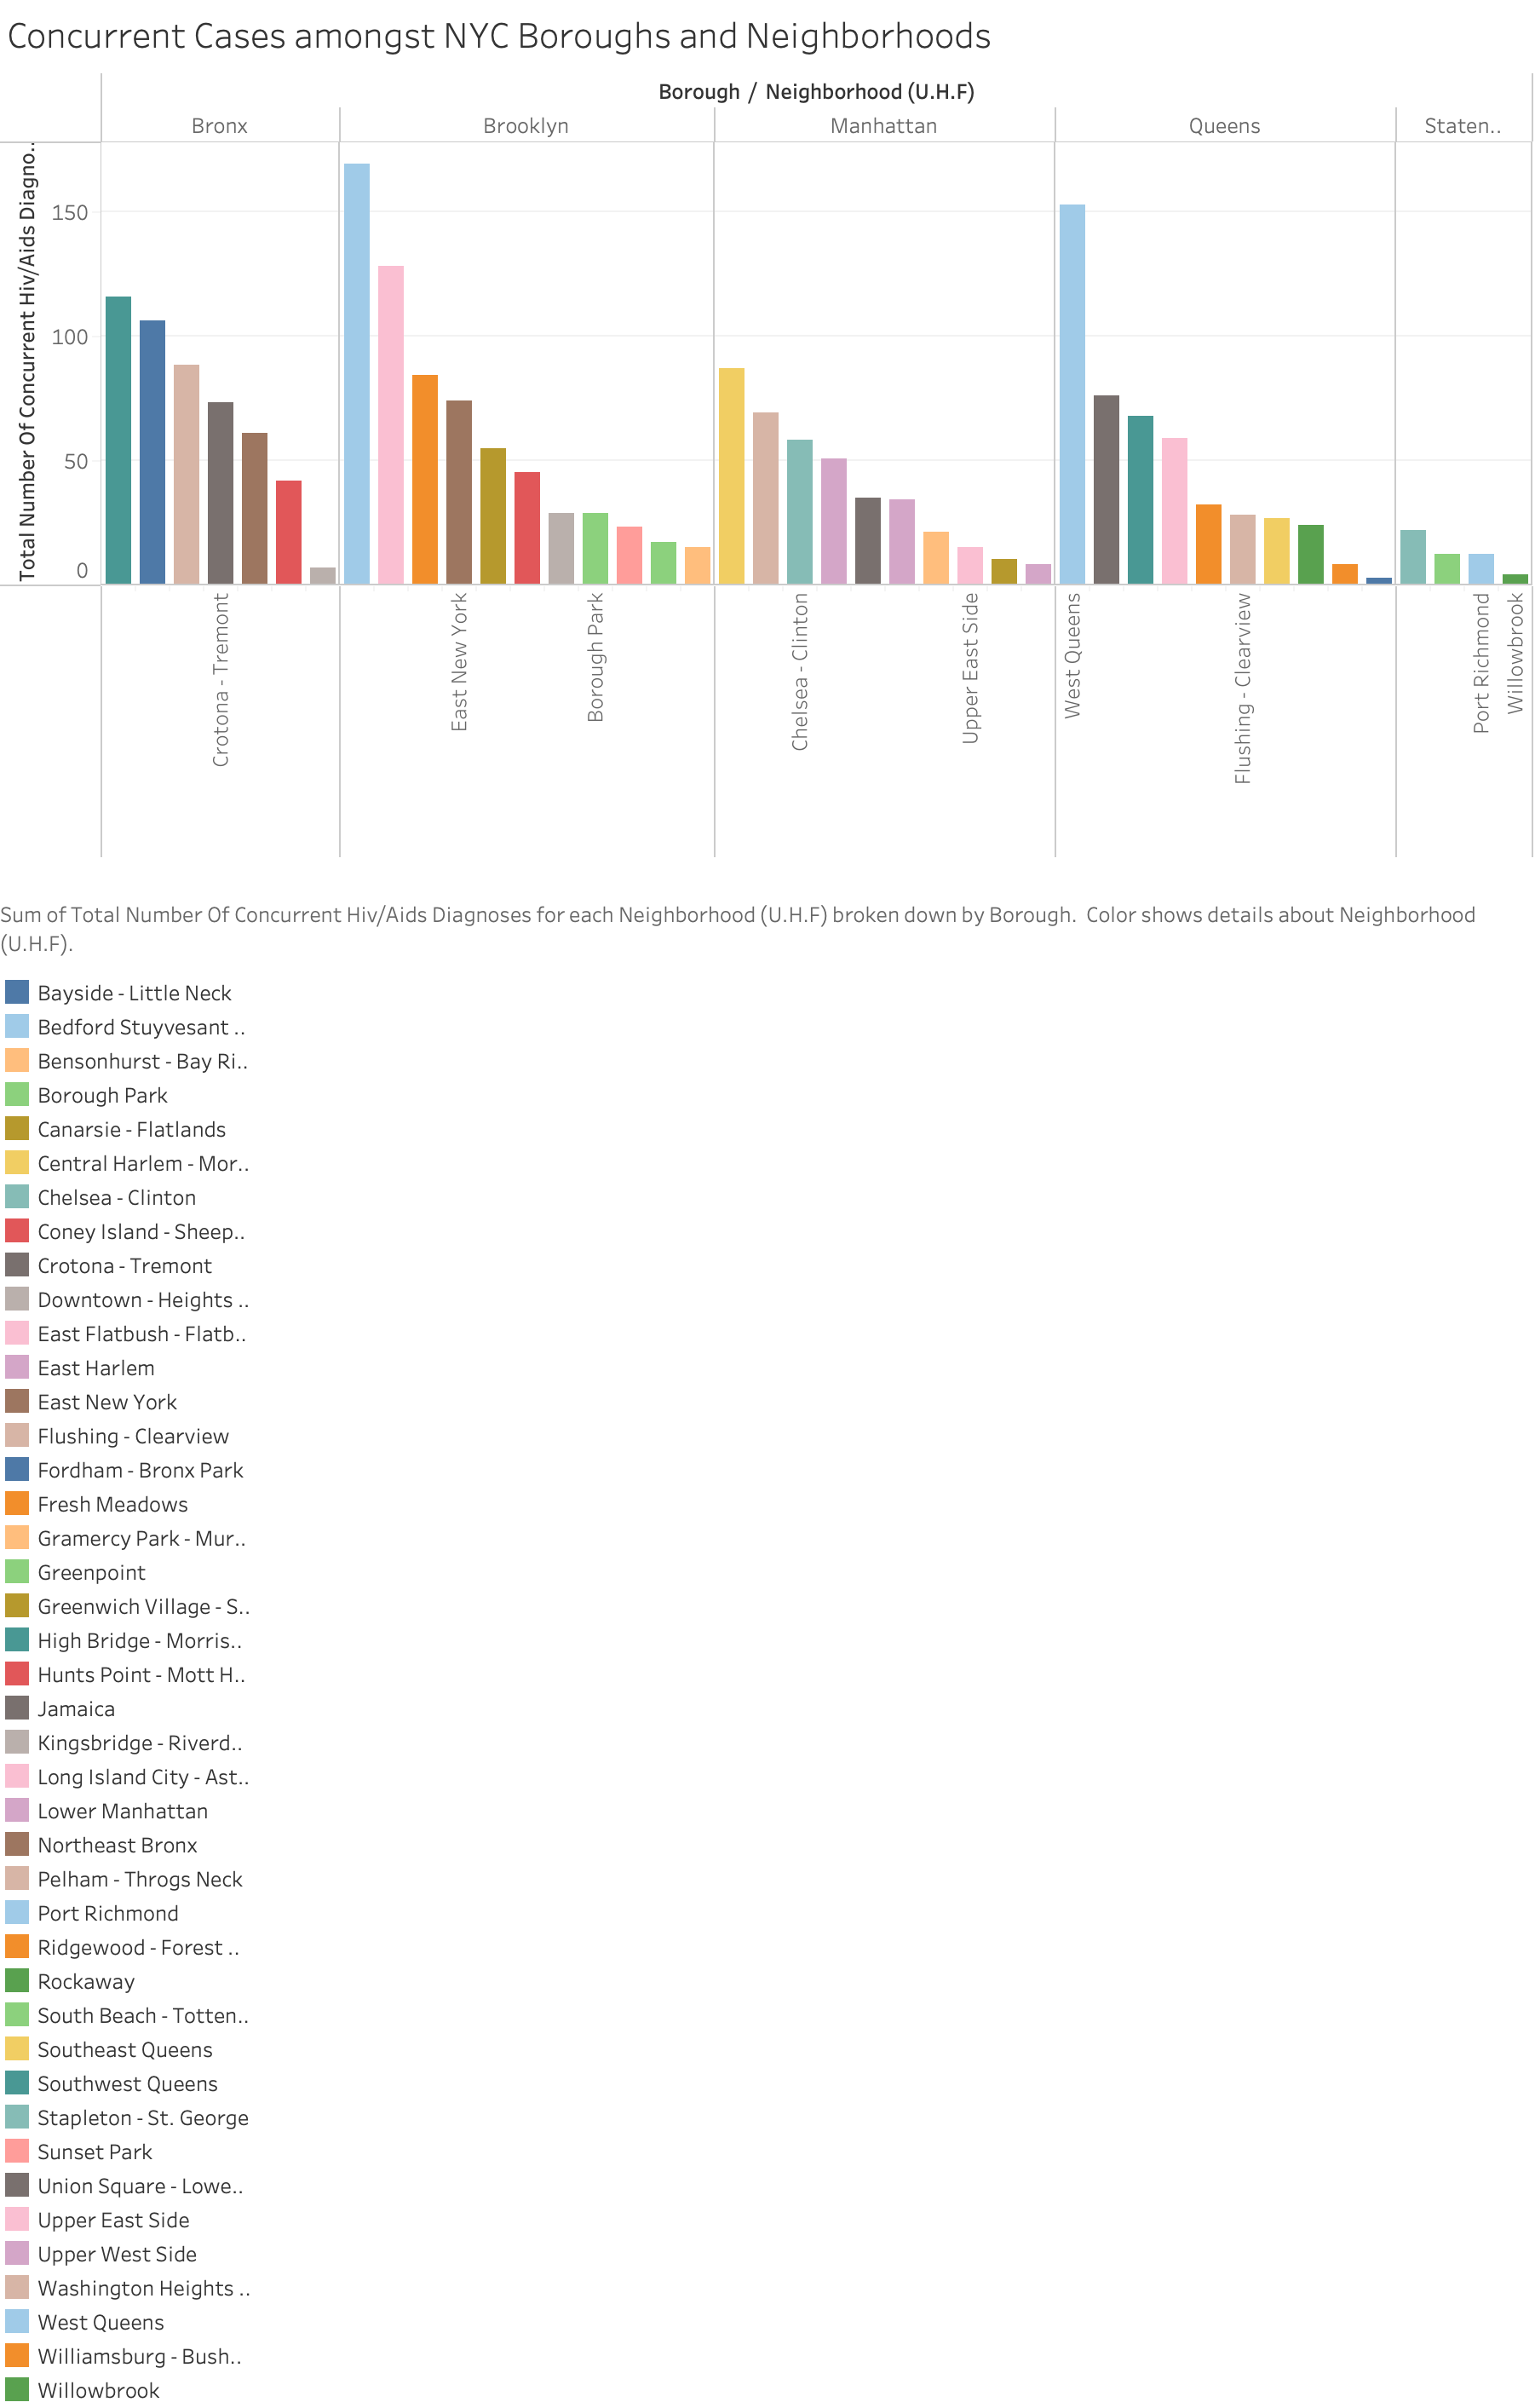 Concurrent Cases amongst NYC Boroughs and Neighborhoods
Borough / Neighborhood (U.H.F)
Bronx
Brooklyn
Manhattan
Queens
Staten..
Total Number Of Concurrent Hiv/Aids Diagno..
150
100
50
0
Crotona - Tremont
East New York
Borough Park
Chelsea - Clinton
Upper East Side
West Queens
Flushing - Clearview
Port Richmond
Willowbrook
Sum of Total Number Of Concurrent Hiv/Aids Diagnoses for each Neighborhood (U.H.F) broken down by Borough. Color shows details about Neighborhood
(U.H.F).
Bayside - Little Neck
Bedford Stuyvesant ..
Bensonhurst - Bay Ri..
Borough Park
Canarsie - Flatlands
Central Harlem - Mor..
Chelsea - Clinton
Coney Island - Sheep..
Crotona - Tremont
Downtown - Heights ..
East Flatbush - Flatb..
East Harlem
East New York
Flushing - Clearview
Fordham - Bronx Park
Fresh Meadows
Gramercy Park - Mur..
Greenpoint
Greenwich Village - S..
High Bridge - Morris..
Hunts Point - Mott H..
Jamaica
Kingsbridge - Riverd..
Long Island City - Ast..
Lower Manhattan
Northeast Bronx
Pelham - Throgs Neck
Port Richmond
Ridgewood - Forest ..
Rockaway
South Beach - Totten..
Southeast Queens
Southwest Queens
Stapleton - St. George
Sunset Park
Union Square - Lowe..
Upper East Side
Upper West Side
Washington Heights ..
West Queens
Williamsburg - Bush..
Willowbrook